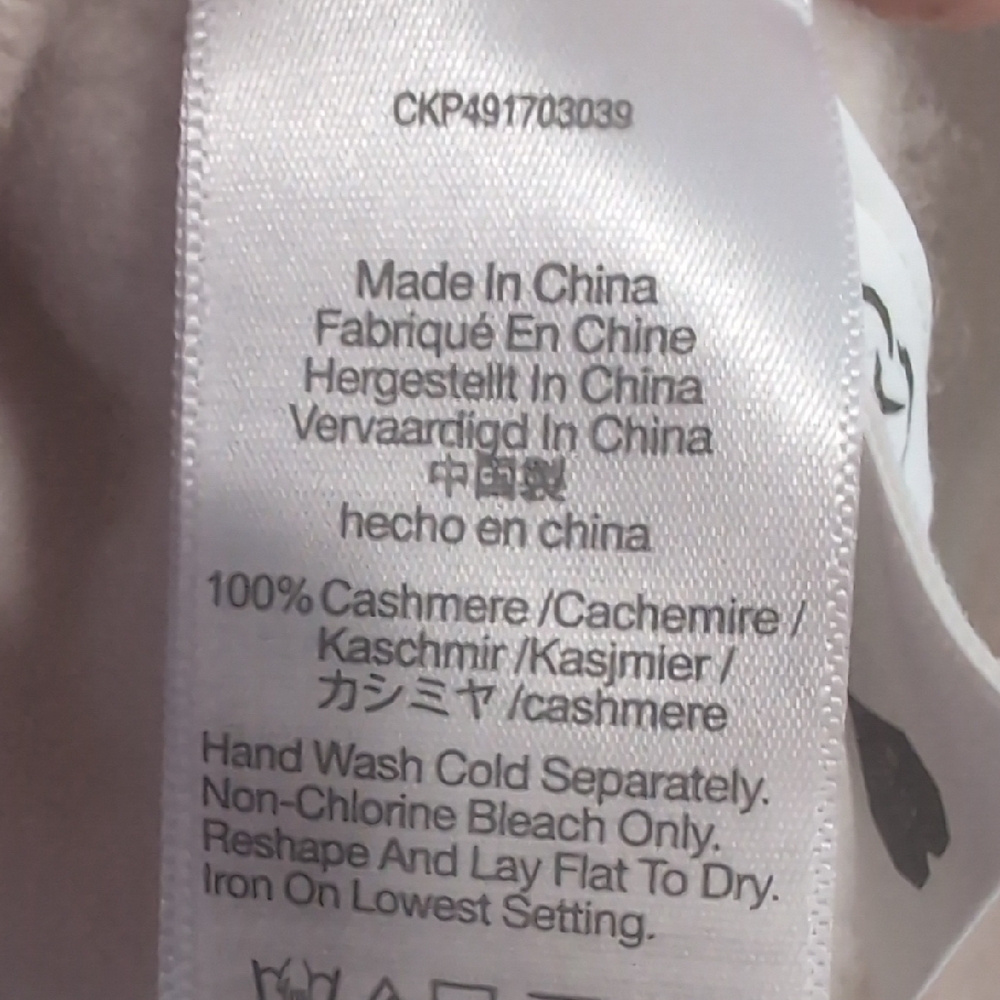 CKP491703039
Made In China
Fabriqué En Chine
Hergestellt In China
Vervaardigd In China
中国製
hecho en china
100% Cashmere /Cachemire /
Kaschmir /Kasjmier /
カシミヤ /cashmere
Hand Wash Cold Separately.
Non-Chlorine Bleach Only.
Reshape And Lay Flat To Dry.
Iron On Lowest Setting.